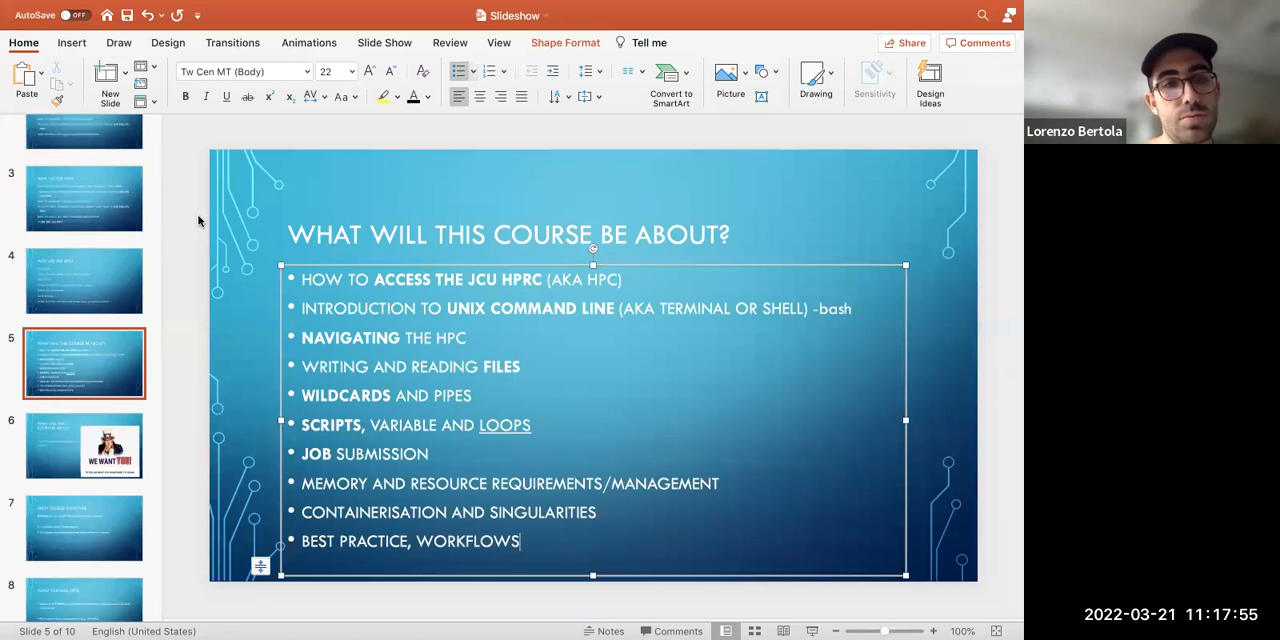 AutoSave OFF
Slideshow
Home Insert Draw Design Transitions Animations Slide Show Review View Shape Format Tell me
Share Comments
Paste
New Slide
Tw Cen MT (Body) 22
Convert to SmartArt
Picture
Drawing
Sensitivity
Design Ideas
3
4
5
6
WE WANT YOU!
7
8
WHAT WILL THIS COURSE BE ABOUT?
• HOW TO ACCESS THE JCU HPRC (AKA HPC)
• INTRODUCTION TO UNIX COMMAND LINE (AKA TERMINAL OR SHELL) -bash
• NAVIGATING THE HPC
• WRITING AND READING FILES
• WILDCARDS AND PIPES
• SCRIPTS, VARIABLE AND LOOPS
• JOB SUBMISSION
• MEMORY AND RESOURCE REQUIREMENTS/MANAGEMENT
• CONTAINERISATION AND SINGULARITIES
• BEST PRACTICE, WORKFLOWS
Slide 5 of 10 English (United States)
Notes Comments 100%
Lorenzo Bertola
2022-03-21 11:17:55